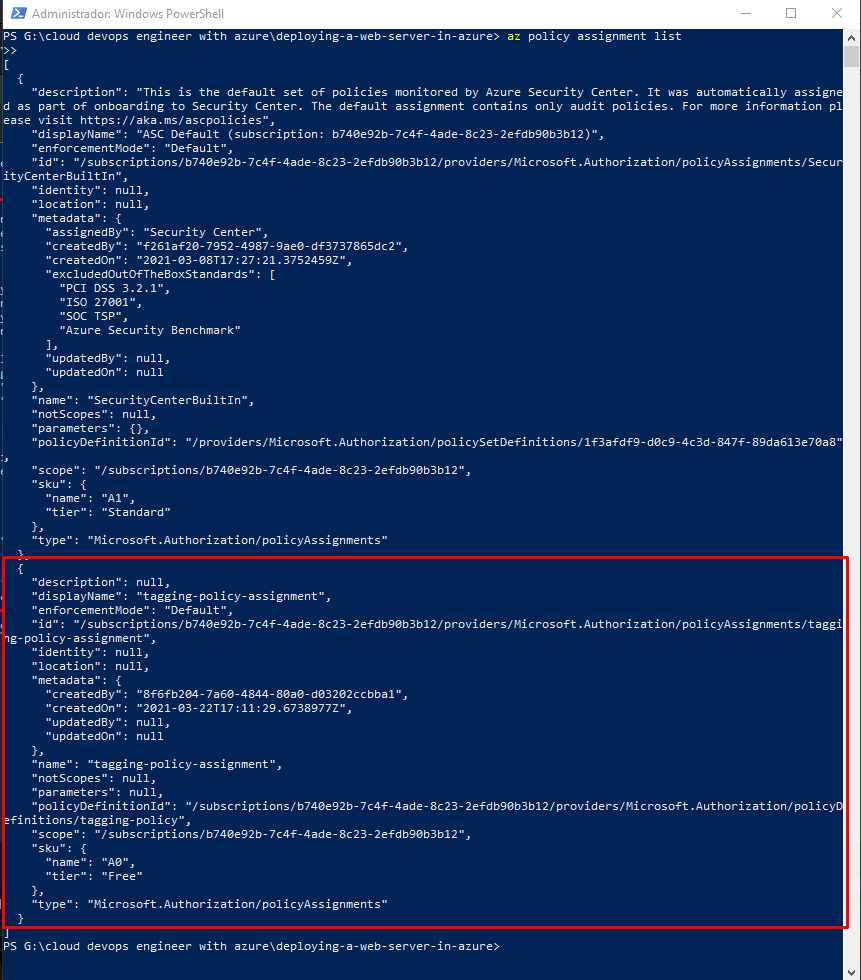 Administrador: Windows PowerShell
PS G:\cloud devops engineer with azure\deploying-a-web-server-in-azure> az policy assignment list
>>
[
  {
    "description": "This is the default set of policies monitored by Azure Security Center. It was automatically assigne
d as part of onboarding to Security Center. The default assignment contains only audit policies. For more information pl
ease visit https://aka.ms/ascpolicies",
    "displayName": "ASC Default (subscription: b740e92b-7c4f-4ade-8c23-2efdb90b3b12)",
    "enforcementMode": "Default",
    "id": "/subscriptions/b740e92b-7c4f-4ade-8c23-2efdb90b3b12/providers/Microsoft.Authorization/policyAssignments/Secur
ityCenterBuiltIn",
    "identity": null,
    "location": null,
    "metadata": {
      "assignedBy": "Security Center",
      "createdBy": "f261af20-7952-4987-9ae0-df3737865dc2",
      "createdOn": "2021-03-08T17:27:21.3752459Z",
      "excludedOutOfTheBoxStandards": [
        "PCI DSS 3.2.1",
        "ISO 27001",
        "SOC TSP",
        "Azure Security Benchmark"
      ],
      "updatedBy": null,
      "updatedOn": null
    },
    "name": "SecurityCenterBuiltIn",
    "notScopes": null,
    "parameters": {},
    "policyDefinitionId": "/providers/Microsoft.Authorization/policySetDefinitions/1f3afdf9-d0c9-4c3d-847f-89da613e70a8"
,
    "scope": "/subscriptions/b740e92b-7c4f-4ade-8c23-2efdb90b3b12",
    "sku": {
      "name": "A1",
      "tier": "Standard"
    },
    "type": "Microsoft.Authorization/policyAssignments"
  },
  {
    "description": null,
    "displayName": "tagging-policy-assignment",
    "enforcementMode": "Default",
    "id": "/subscriptions/b740e92b-7c4f-4ade-8c23-2efdb90b3b12/providers/Microsoft.Authorization/policyAssignments/taggi
ng-policy-assignment",
    "identity": null,
    "location": null,
    "metadata": {
      "createdBy": "8f6fb204-7a60-4844-80a0-d03202ccbba1",
      "createdOn": "2021-03-22T17:11:29.6738977Z",
      "updatedBy": null,
      "updatedOn": null
    },
    "name": "tagging-policy-assignment",
    "notScopes": null,
    "parameters": null,
    "policyDefinitionId": "/subscriptions/b740e92b-7c4f-4ade-8c23-2efdb90b3b12/providers/Microsoft.Authorization/policyD
efinitions/tagging-policy",
    "scope": "/subscriptions/b740e92b-7c4f-4ade-8c23-2efdb90b3b12",
    "sku": {
      "name": "A0",
      "tier": "Free"
    },
    "type": "Microsoft.Authorization/policyAssignments"
  }
]
PS G:\cloud devops engineer with azure\deploying-a-web-server-in-azure>